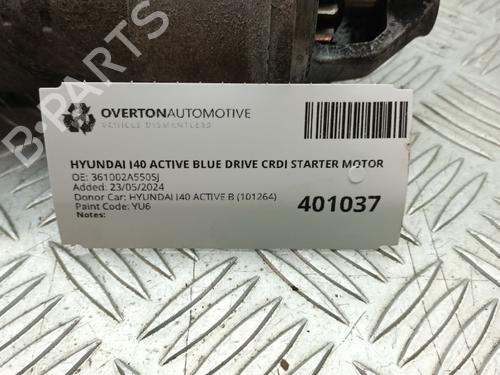 B-PARTS
OVERTONAUTOMOTIVE
VEHICLE DISMANTLERS
HYUNDAI I40 ACTIVE BLUE DRIVE CRDI STARTER MOTOR
OE: 361002A550SJ
Added: 23/05/2024
Donor Car: HYUNDAI I40 ACTIVE B (101264)
Paint Code: YU6
Notes:
401037